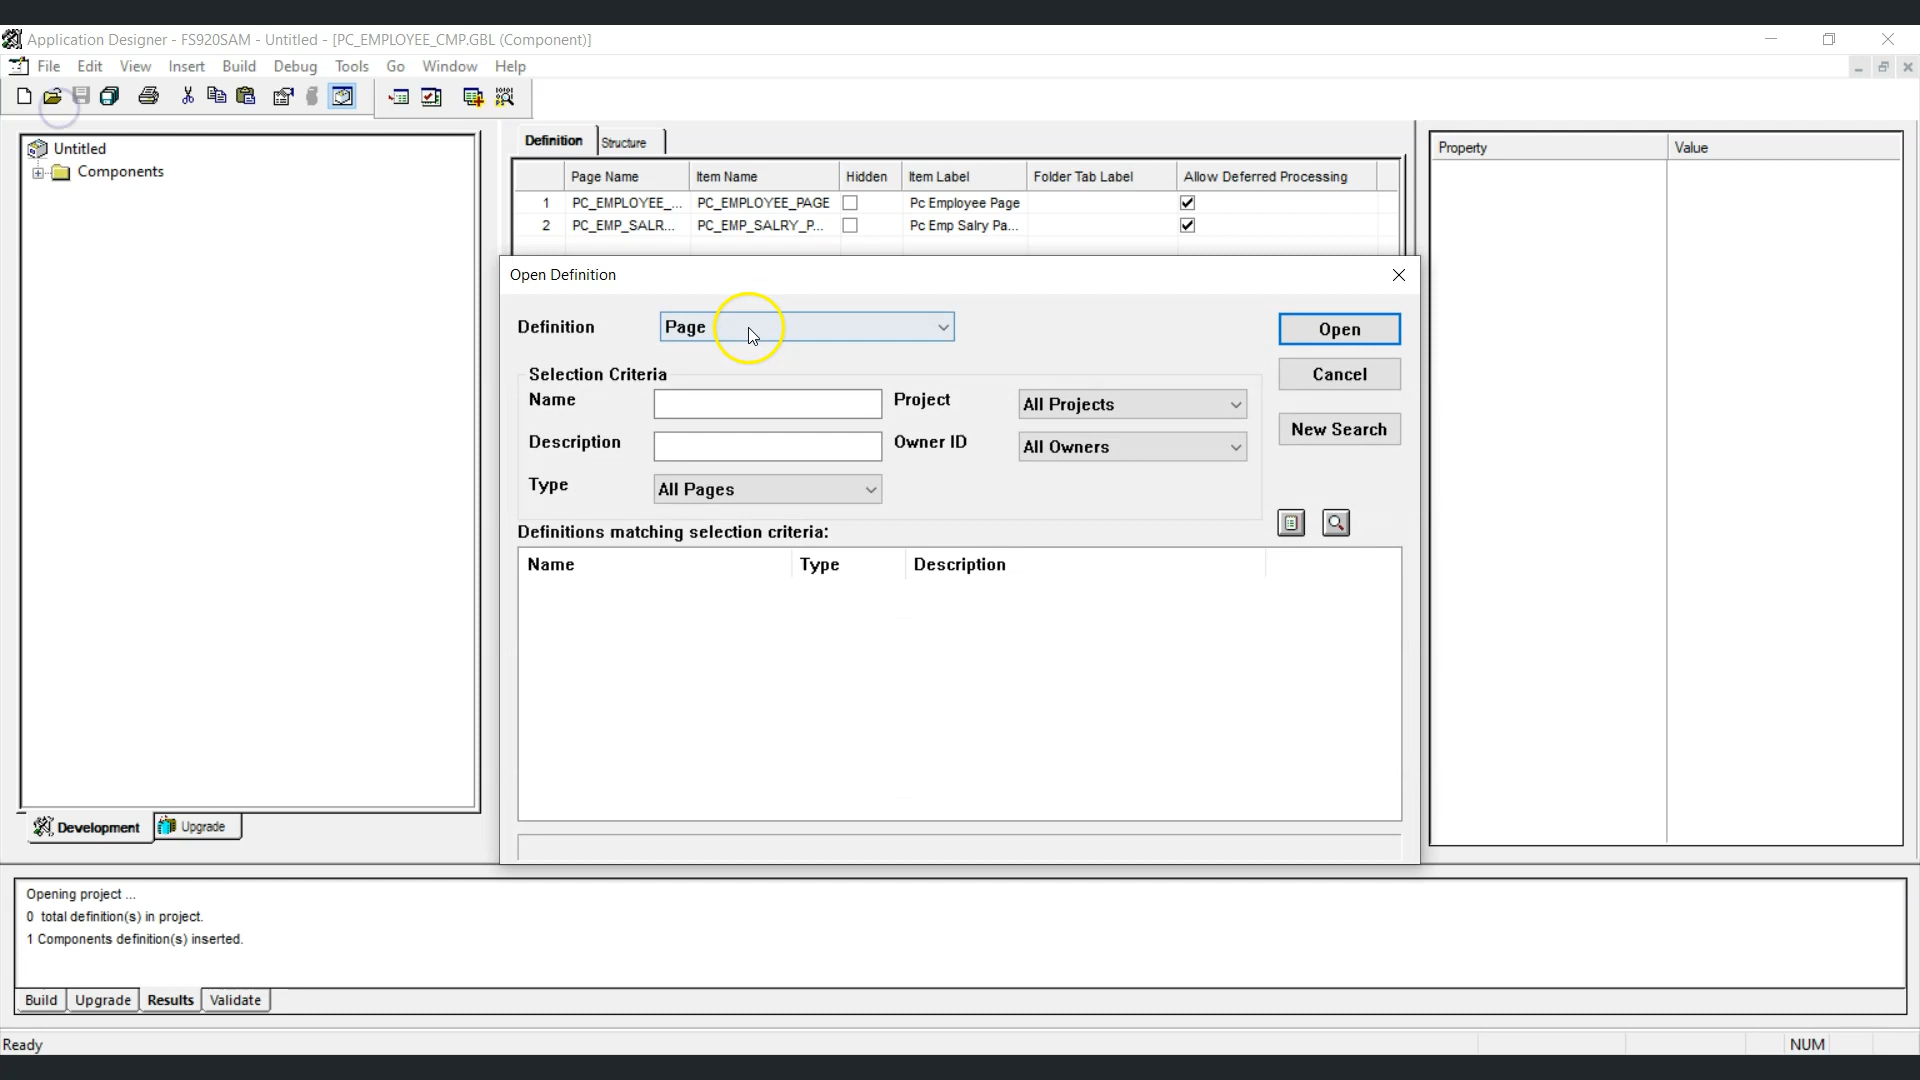 Application Designer - FS920SAM - Untitled - [PC_EMPLOYEE_CMP.GBL (Component)]
File Edit View Insert Build Debug Tools Go Window Help
Untitled
Components
Development Upgrade
Definition Structure
Page Name Item Name Hidden Item Label Folder Tab Label Allow Deferred Processing
1 PC_EMPLOYEE_... PC_EMPLOYEE_PAGE Pc Employee Page
2 PC_EMP_SALR... PC_EMP_SALRY_P... Pc Emp Salry Pa...
Property Value
Open Definition
Definition Page Open
Cancel
Selection Criteria
Name Project All Projects
New Search
Description Owner ID All Owners
Type All Pages
Definitions matching selection criteria:
Name Type Description
Opening project ...
0 total definition(s) in project.
1 Components definition(s) inserted.
Build Upgrade Results Validate
Ready NUM